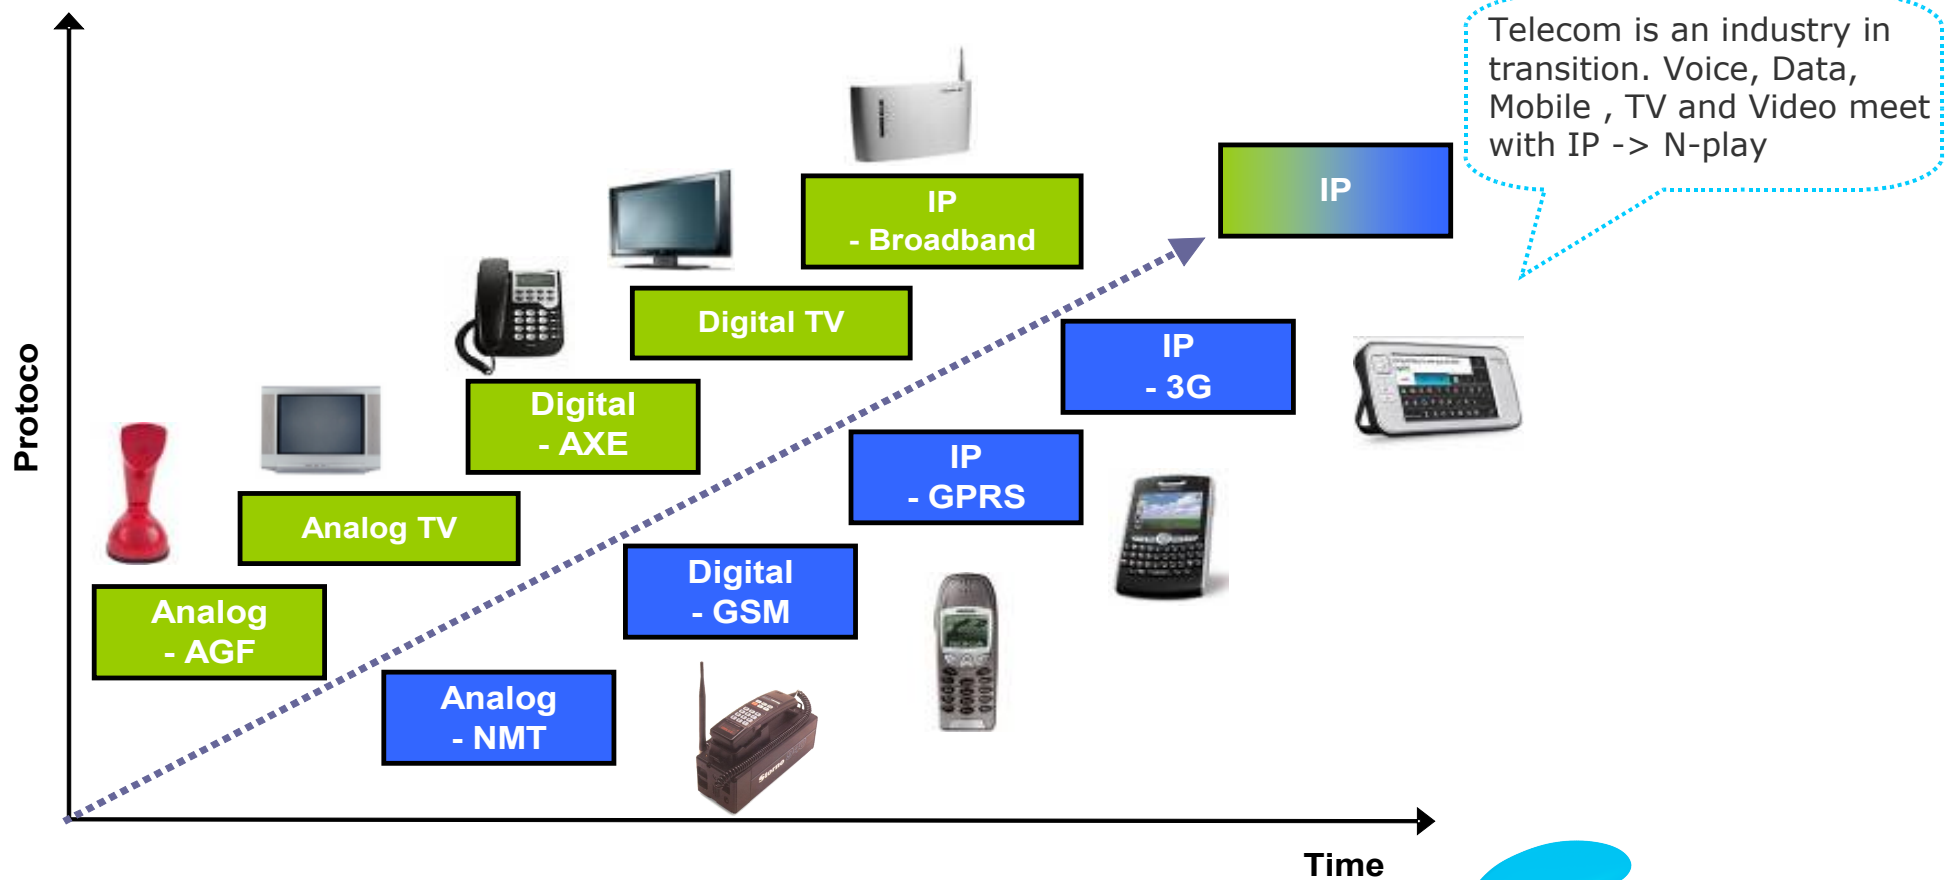 Telecom is an industry in
transition. Voice, Data,
Mobile , TV and Video meet
with IP -> N-play
IP
IP
- Broadband
Digital TV
IP
- 3G
Digital
- AXE
IP
- GPRS
Analog TV
Digital
- GSM
Analog
- AGF
Analog
- NMT
Storno
Protoco
Time